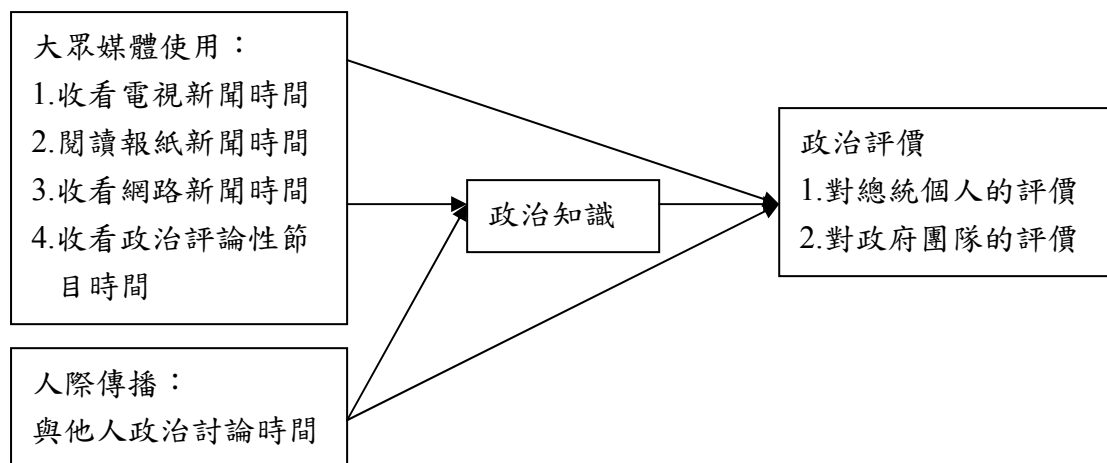 大眾媒體使用：
1.收看電視新聞時間
2.閱讀報紙新聞時間
3.收看網路新聞時間
4.收看政治評論性節
目時間
人際傳播：
與他人政治討論時間
政治知識
政治評價
1.對總統個人的評價
2.對政府團隊的評價